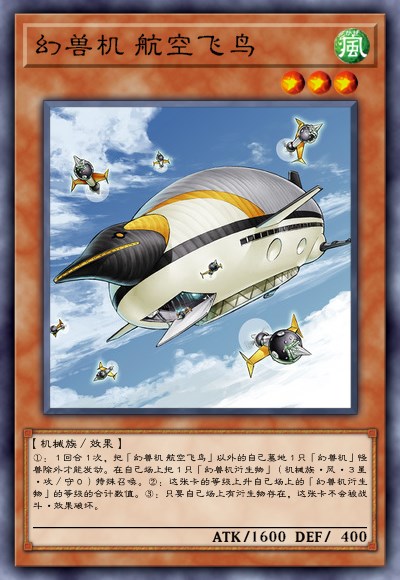 幻兽机 航空飞鸟
風
【机械族／效果】
①：1回合1次，把「幻兽机 航空飞鸟」以外的自己墓地1只「幻兽机」怪
兽除外才能发动。在自己场上把1只「幻兽机衍生物」（机械族·风·3星
·攻／守0）特殊召唤。②：这张卡的等级上升自己场上的「幻兽机衍生
物」的等级的合计数值。③：只要自己场上有衍生物存在，这张卡不会被战
斗·效果破坏。
ATK/1600 DEF/ 400